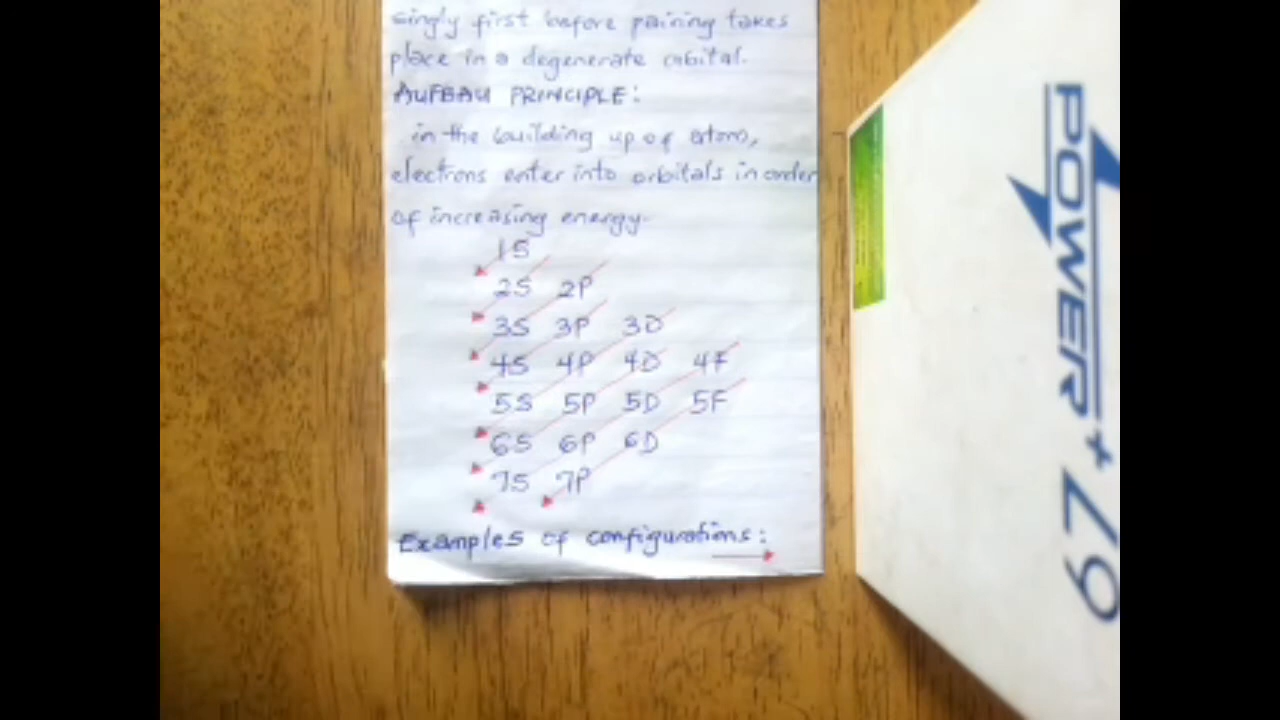 singly first before pairing takes
place in a degenerate orbital.
AUFBAU PRINCIPLE:
in the building up of atom,
electrons enter into orbitals in order
of increasing energy.
1S
2S 2P
3S 3P 3D
4S 4P 4D 4F
5S 5P 5D 5F
6S 6P 6D
7S 7P
Examples of configurations:
POWER+ L9